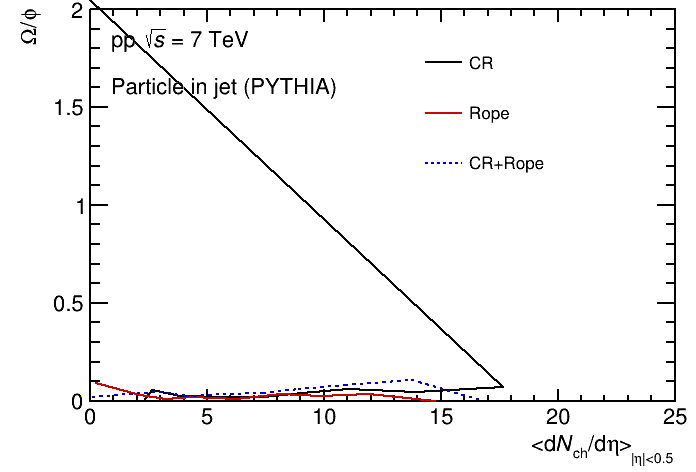 Ω/φ
2
1.5
1
0.5
0
pp √s = 7 TeV
Particle in jet (PYTHIA)
CR
Rope
CR+Rope
0 5 10 15 20 25
<dN_ch/dη>_|η|<0.5